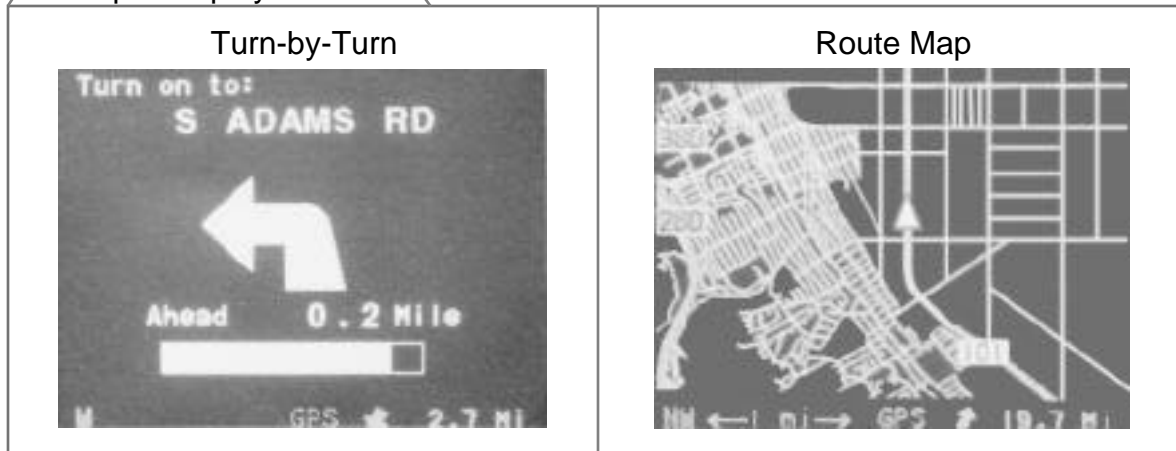 Turn-by-Turn
Turn on to:
S ADAMS RD
Ahead 0.2 Mile
W GPS 2.7 Mi
Route Map
101
NW 1 mi GPS 19.7 Mi